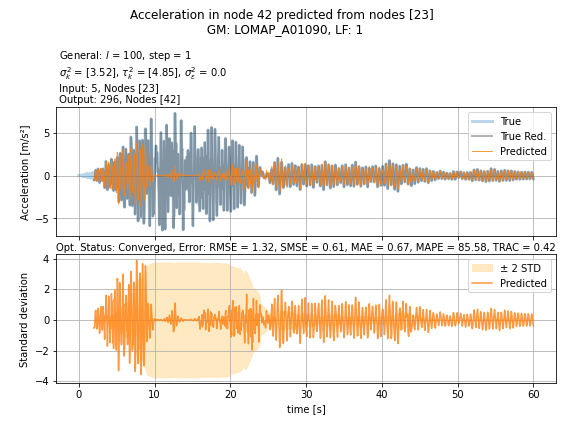 Acceleration in node 42 predicted from nodes [23]
GM: LOMAP_A01090, LF: 1
General: l = 100, step = 1
σ²ₖ = [3.52], τ²ₖ = [4.85], σ²ε = 0.0
Input: 5, Nodes [23]
Output: 296, Nodes [42]
Acceleration [m/s²]
5
0
−5
True
True Red.
Predicted
Opt. Status: Converged, Error: RMSE = 1.32, SMSE = 0.61, MAE = 0.67, MAPE = 85.58, TRAC = 0.42
Standard deviation
4
2
0
−2
−4
± 2 STD
Predicted
0 10 20 30 40 50 60
time [s]